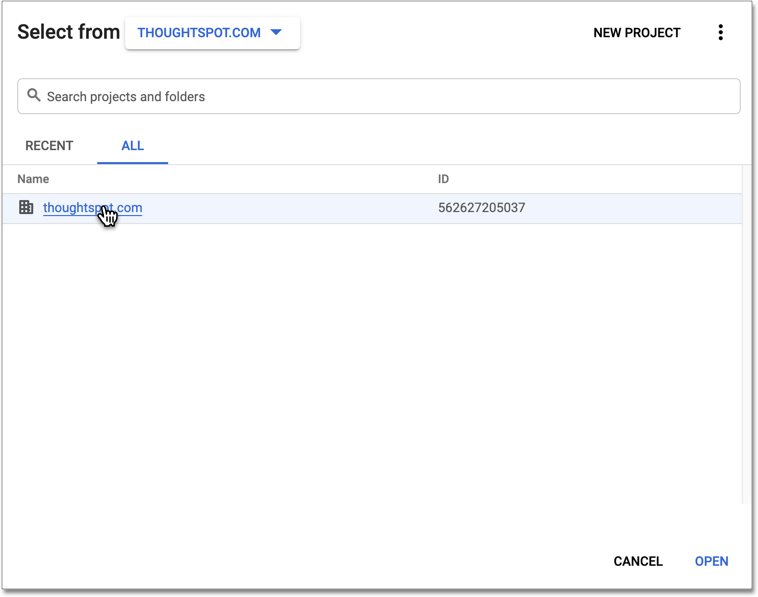 Select from THOUGHTSPOT.COM NEW PROJECT
Search projects and folders
RECENT ALL
Name ID
thoughtspot.com 562627205037
CANCEL OPEN